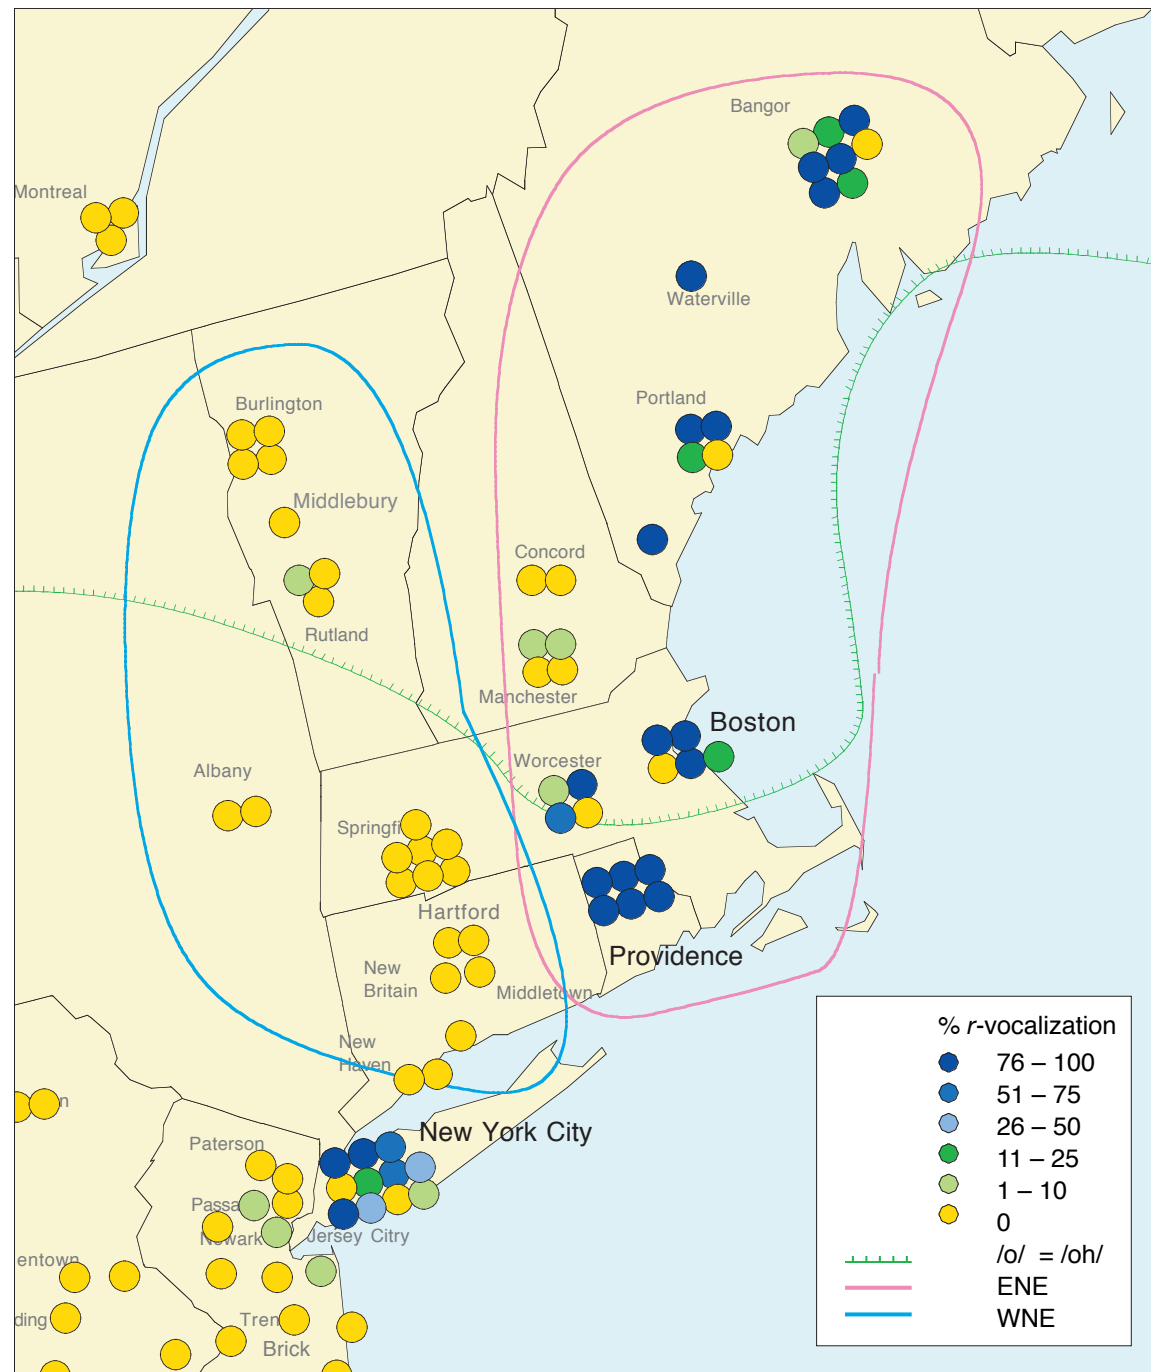 Bangor
Montreal
Waterville
Portland
Burlington
Middlebury
Concord
Rutland
Manchester
Boston
Worcester
Albany
Springfi
Hartford
Providence
New
Britain
Middletown
New
Haven
n
New York City
Paterson
Passa
Newark
Jersey Citry
entown
ding
Tren
Brick
% r-vocalization
76 – 100
51 – 75
26 – 50
11 – 25
1 – 10
0
/o/ = /oh/
ENE
WNE